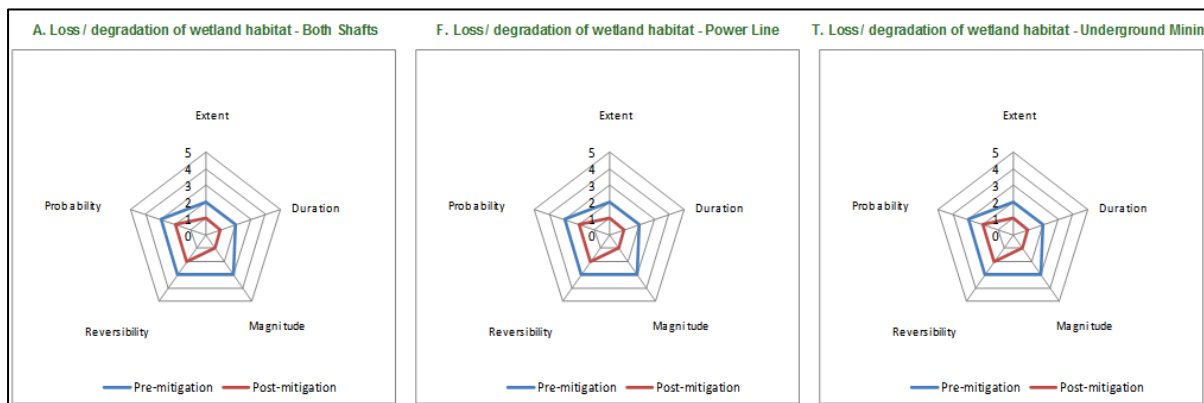 A. Loss / degradation of wetland habitat - Both Shafts
Extent
5
4
3
2
1
0
Probability
Duration
Reversibility
Magnitude
Pre-mitigation
Post-mitigation
F. Loss / degradation of wetland habitat - Power Line
Extent
5
4
3
2
1
0
Probability
Duration
Reversibility
Magnitude
Pre-mitigation
Post-mitigation
T. Loss / degradation of wetland habitat - Underground Minin
Extent
5
4
3
2
1
0
Probability
Duration
Reversibility
Magnitude
Pre-mitigation
Post-mitigation